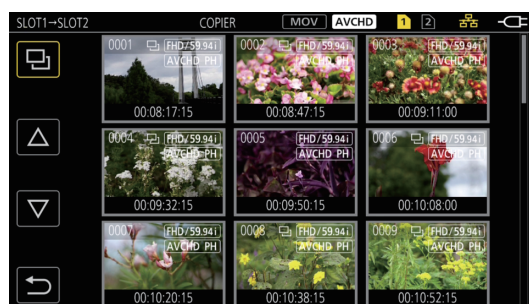 SLOT1→SLOT2 COPIER MOV AVCHD 1 2
0001 FHD/59.94i 0002 FHD/59.94i 0003 FHD/59.94i
AVCHD PH AVCHD PH AVCHD PH
00:08:17:15 00:08:47:15 00:09:11:00
0004 FHD/59.94i 0005 FHD/59.94i 0006 FHD/59.94i
AVCHD PH AVCHD PH AVCHD PH
00:09:32:15 00:09:50:15 00:10:08:00
0007 FHD/59.94i 0008 FHD/59.94i 0009 FHD/59.94i
AVCHD PH AVCHD PH AVCHD PH
00:10:20:15 00:10:38:15 00:10:52:15